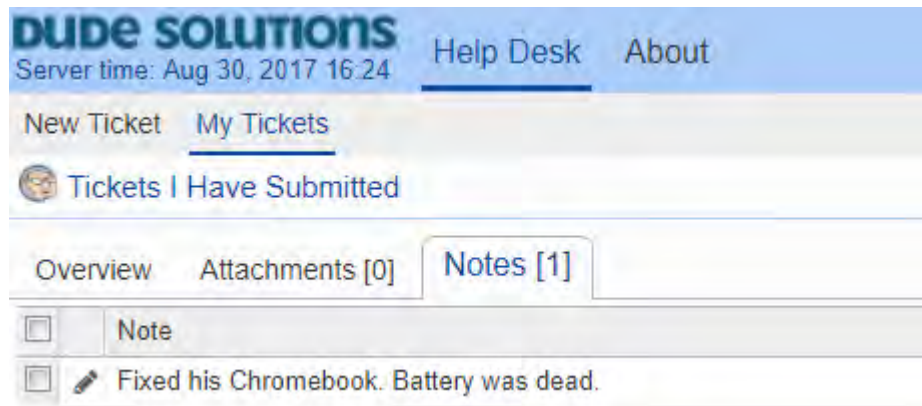 DUDE SOLUTIONS
Server time: Aug 30, 2017 16:24
Help Desk About
New Ticket My Tickets
Tickets I Have Submitted
Overview Attachments [0] Notes [1]
Note
Fixed his Chromebook. Battery was dead.